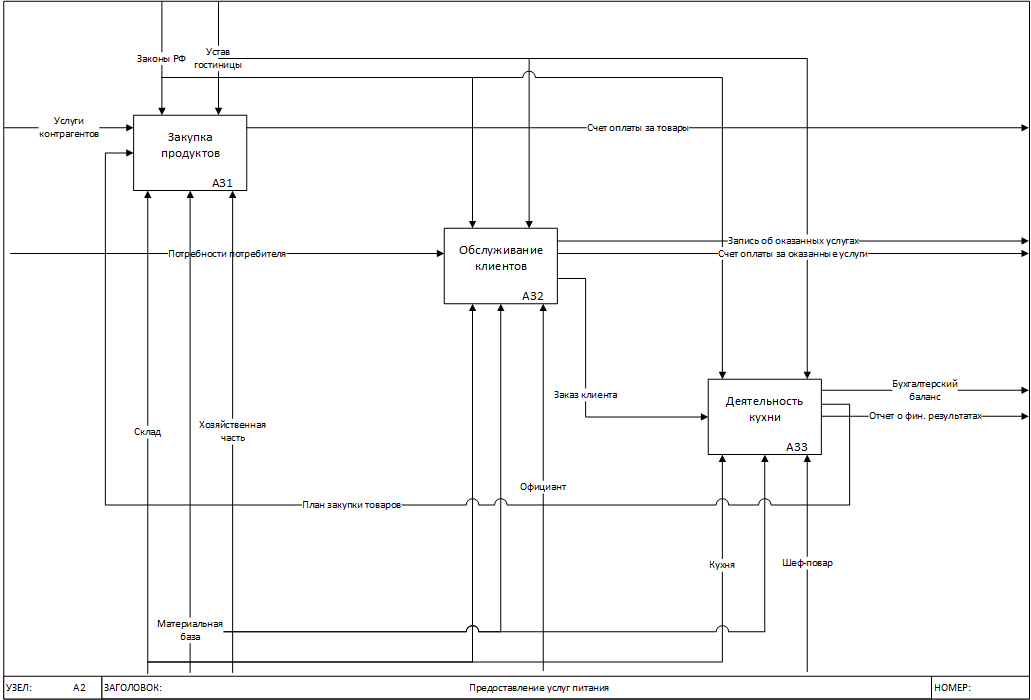 Законы РФ
Устав
гостиницы
Услуги
контрагентов
Закупка
продуктов
А31
Счет оплаты за товары
Потребности потребителя
Обслуживание
клиентов
А32
Запись об оказанных услугах
Счет оплаты за оказанные услуги
Заказ клиента
Деятельность
кухни
А33
Бухгалтерский
баланс
Отчет о фин. результатах
Склад
Хозяйственная
часть
Официант
План закупки товаров
Кухня
Шеф-повар
Материальная
база
УЗЕЛ: А2 ЗАГОЛОВОК: Предоставление услуг питания НОМЕР: